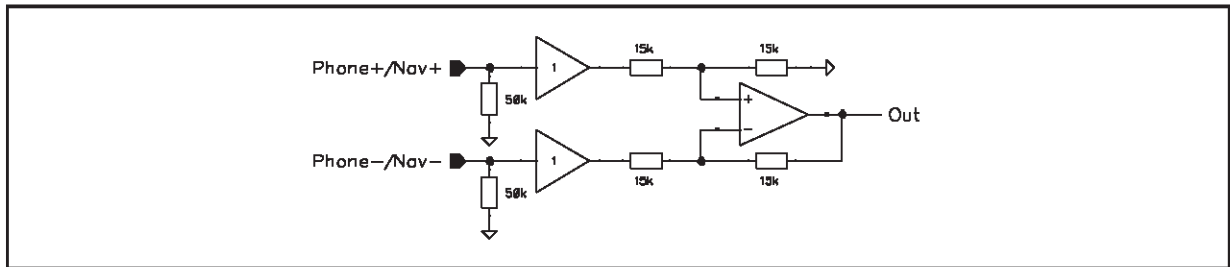 15k 15k
Phone+/Nav+ 1
50k + Out
-
Phone-/Nav- 1
50k 15k 15k